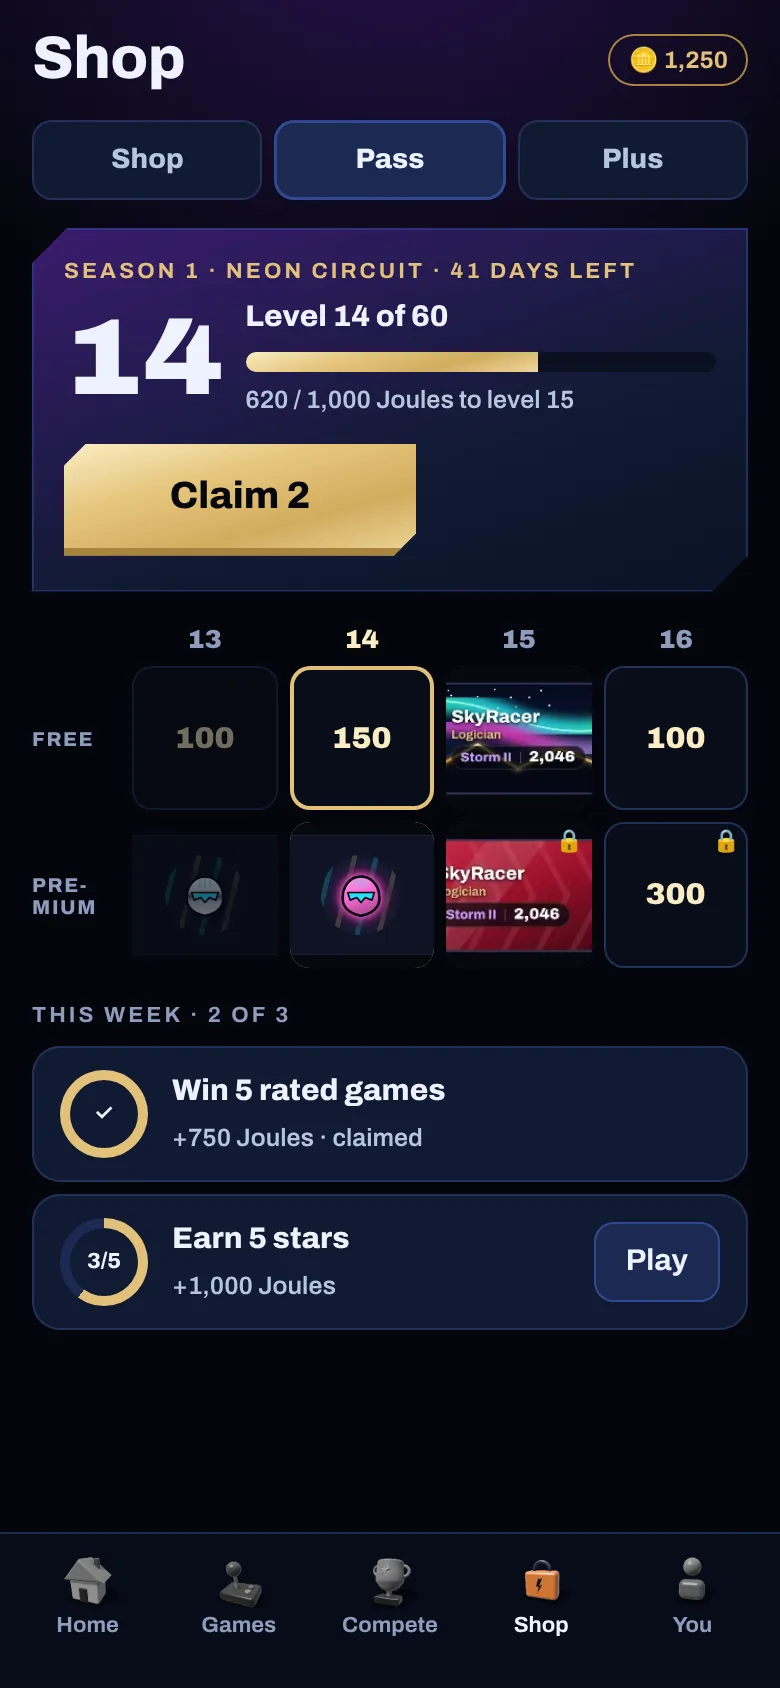 Shop
1,250
Shop
Pass
Plus
SEASON 1 · NEON CIRCUIT · 41 DAYS LEFT
14
Level 14 of 60
620 / 1,000 Joules to level 15
Claim 2
13
14
15
16
FREE
100
150
SkyRacer
Logician
Storm II | 2,046
100
PRE-
MIUM
SkyRacer
ogician
Storm II | 2,046
300
THIS WEEK · 2 OF 3
Win 5 rated games
+750 Joules · claimed
3/5
Earn 5 stars
+1,000 Joules
Play
Home
Games
Compete
Shop
You